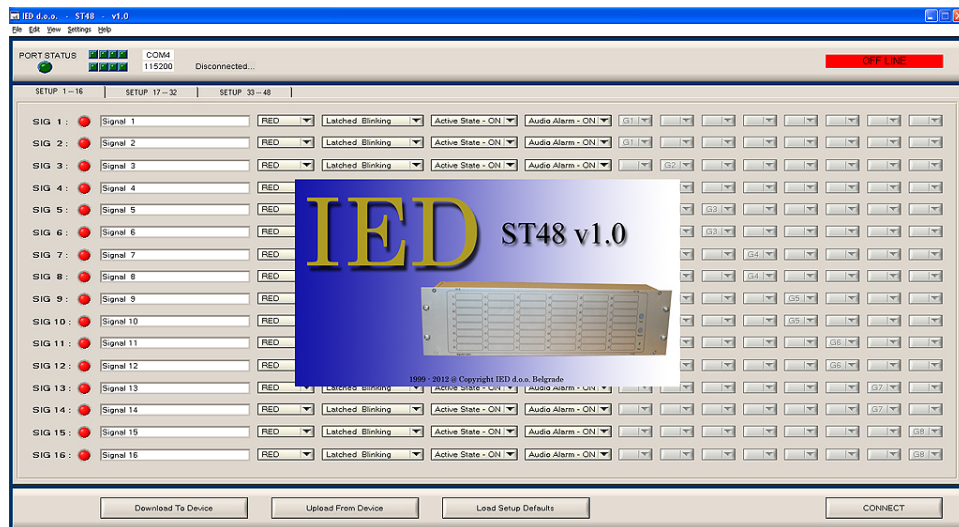 IED d.o.o. - ST48 - v1.0
File Edit View Settings Help
PORT STATUS
COM4
115200
Disconnected...
OFF LINE
SETUP 1-16 SETUP 17-32 SETUP 33-48
SIG 1: Signal 1 RED Latched Blinking Active State - ON Audio Alarm - ON G1
SIG 2: Signal 2 RED Latched Blinking Active State - ON Audio Alarm - ON G1
SIG 3: Signal 3 RED Latched Blinking Active State - ON Audio Alarm - ON G2
SIG 4: Signal 4 RED
SIG 5: Signal 5 RED G3
SIG 6: Signal 6 RED G3
SIG 7: Signal 7 RED G4
SIG 8: Signal 8 RED G4
SIG 9: Signal 9 RED G5
SIG 10: Signal 10 RED G5
SIG 11: Signal 11 RED G6
SIG 12: Signal 12 RED G6
SIG 13: Signal 13 RED Latched Blinking Active State - ON Audio Alarm - ON G7
SIG 14: Signal 14 RED Latched Blinking Active State - ON Audio Alarm - ON G7
SIG 15: Signal 15 RED Latched Blinking Active State - ON Audio Alarm - ON G8
SIG 16: Signal 16 RED Latched Blinking Active State - ON Audio Alarm - ON G8
IED
ST48 v1.0
1999 - 2012 @ Copyright IED d.o.o. Belgrade
Download To Device Upload From Device Load Setup Defaults CONNECT